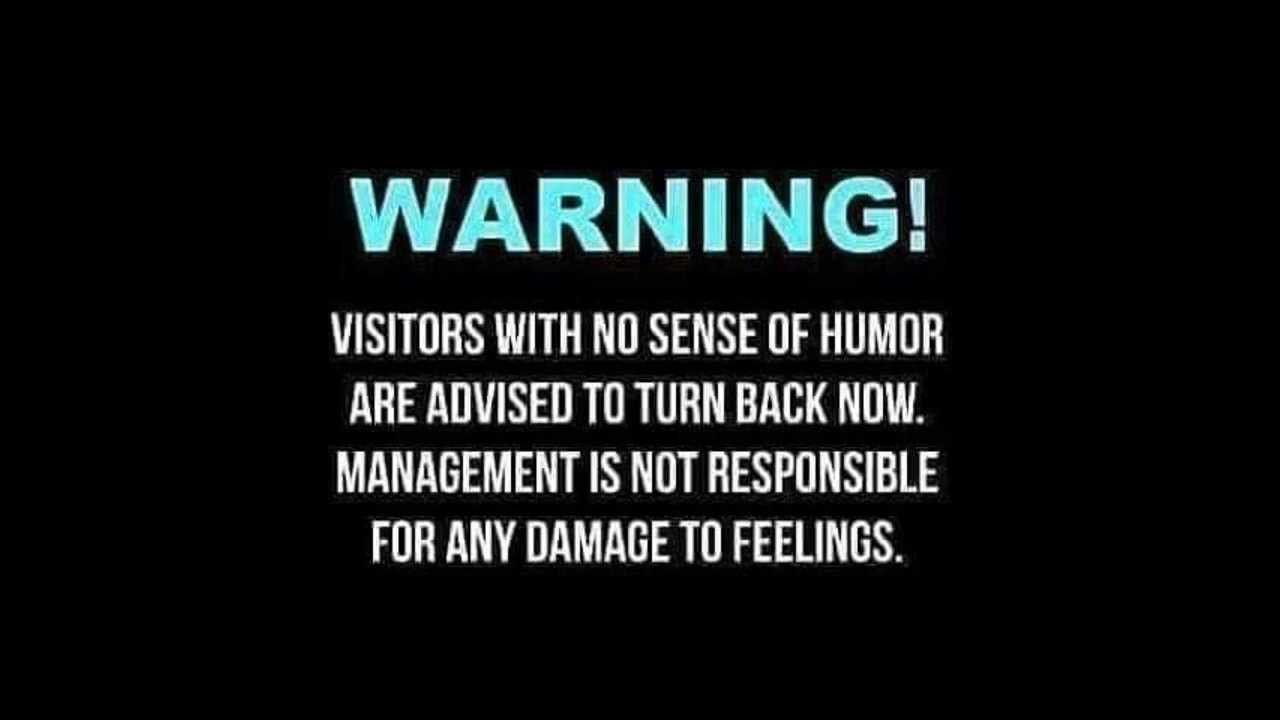 WARNING!
VISITORS WITH NO SENSE OF HUMOR
ARE ADVISED TO TURN BACK NOW.
MANAGEMENT IS NOT RESPONSIBLE
FOR ANY DAMAGE TO FEELINGS.